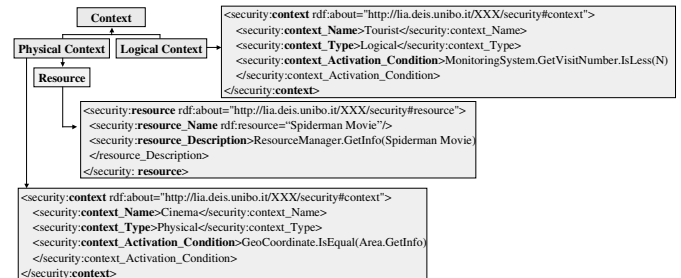 Context
Physical Context
Logical Context
Resource
<security:context rdf:about="http://lia.deis.unibo.it/XXX/security#context">
<security:context_Name>Tourist</security:context_Name>
<security:context_Type>Logical</security:context_Type>
<security:context_Activation_Condition>MonitoringSystem.GetVisitNumber.IsLess(N)
</security:context_Activation_Condition>
</security:context>
<security:resource rdf:about="http://lia.deis.unibo.it/XXX/security#resource">
<security:resource_Name rdf:resource="Spiderman Movie"/>
<security:resource_Description>ResourceManager.GetInfo(Spiderman Movie)
</resource_Description>
</security: resource>
<security:context rdf:about="http://lia.deis.unibo.it/XXX/security#context">
<security:context_Name>Cinema</security:context_Name>
<security:context_Type>Physical</security:context_Type>
<security:context_Activation_Condition>GeoCoordinate.IsEqual(Area.GetInfo)
</security:context_Activation_Condition>
</security:context>